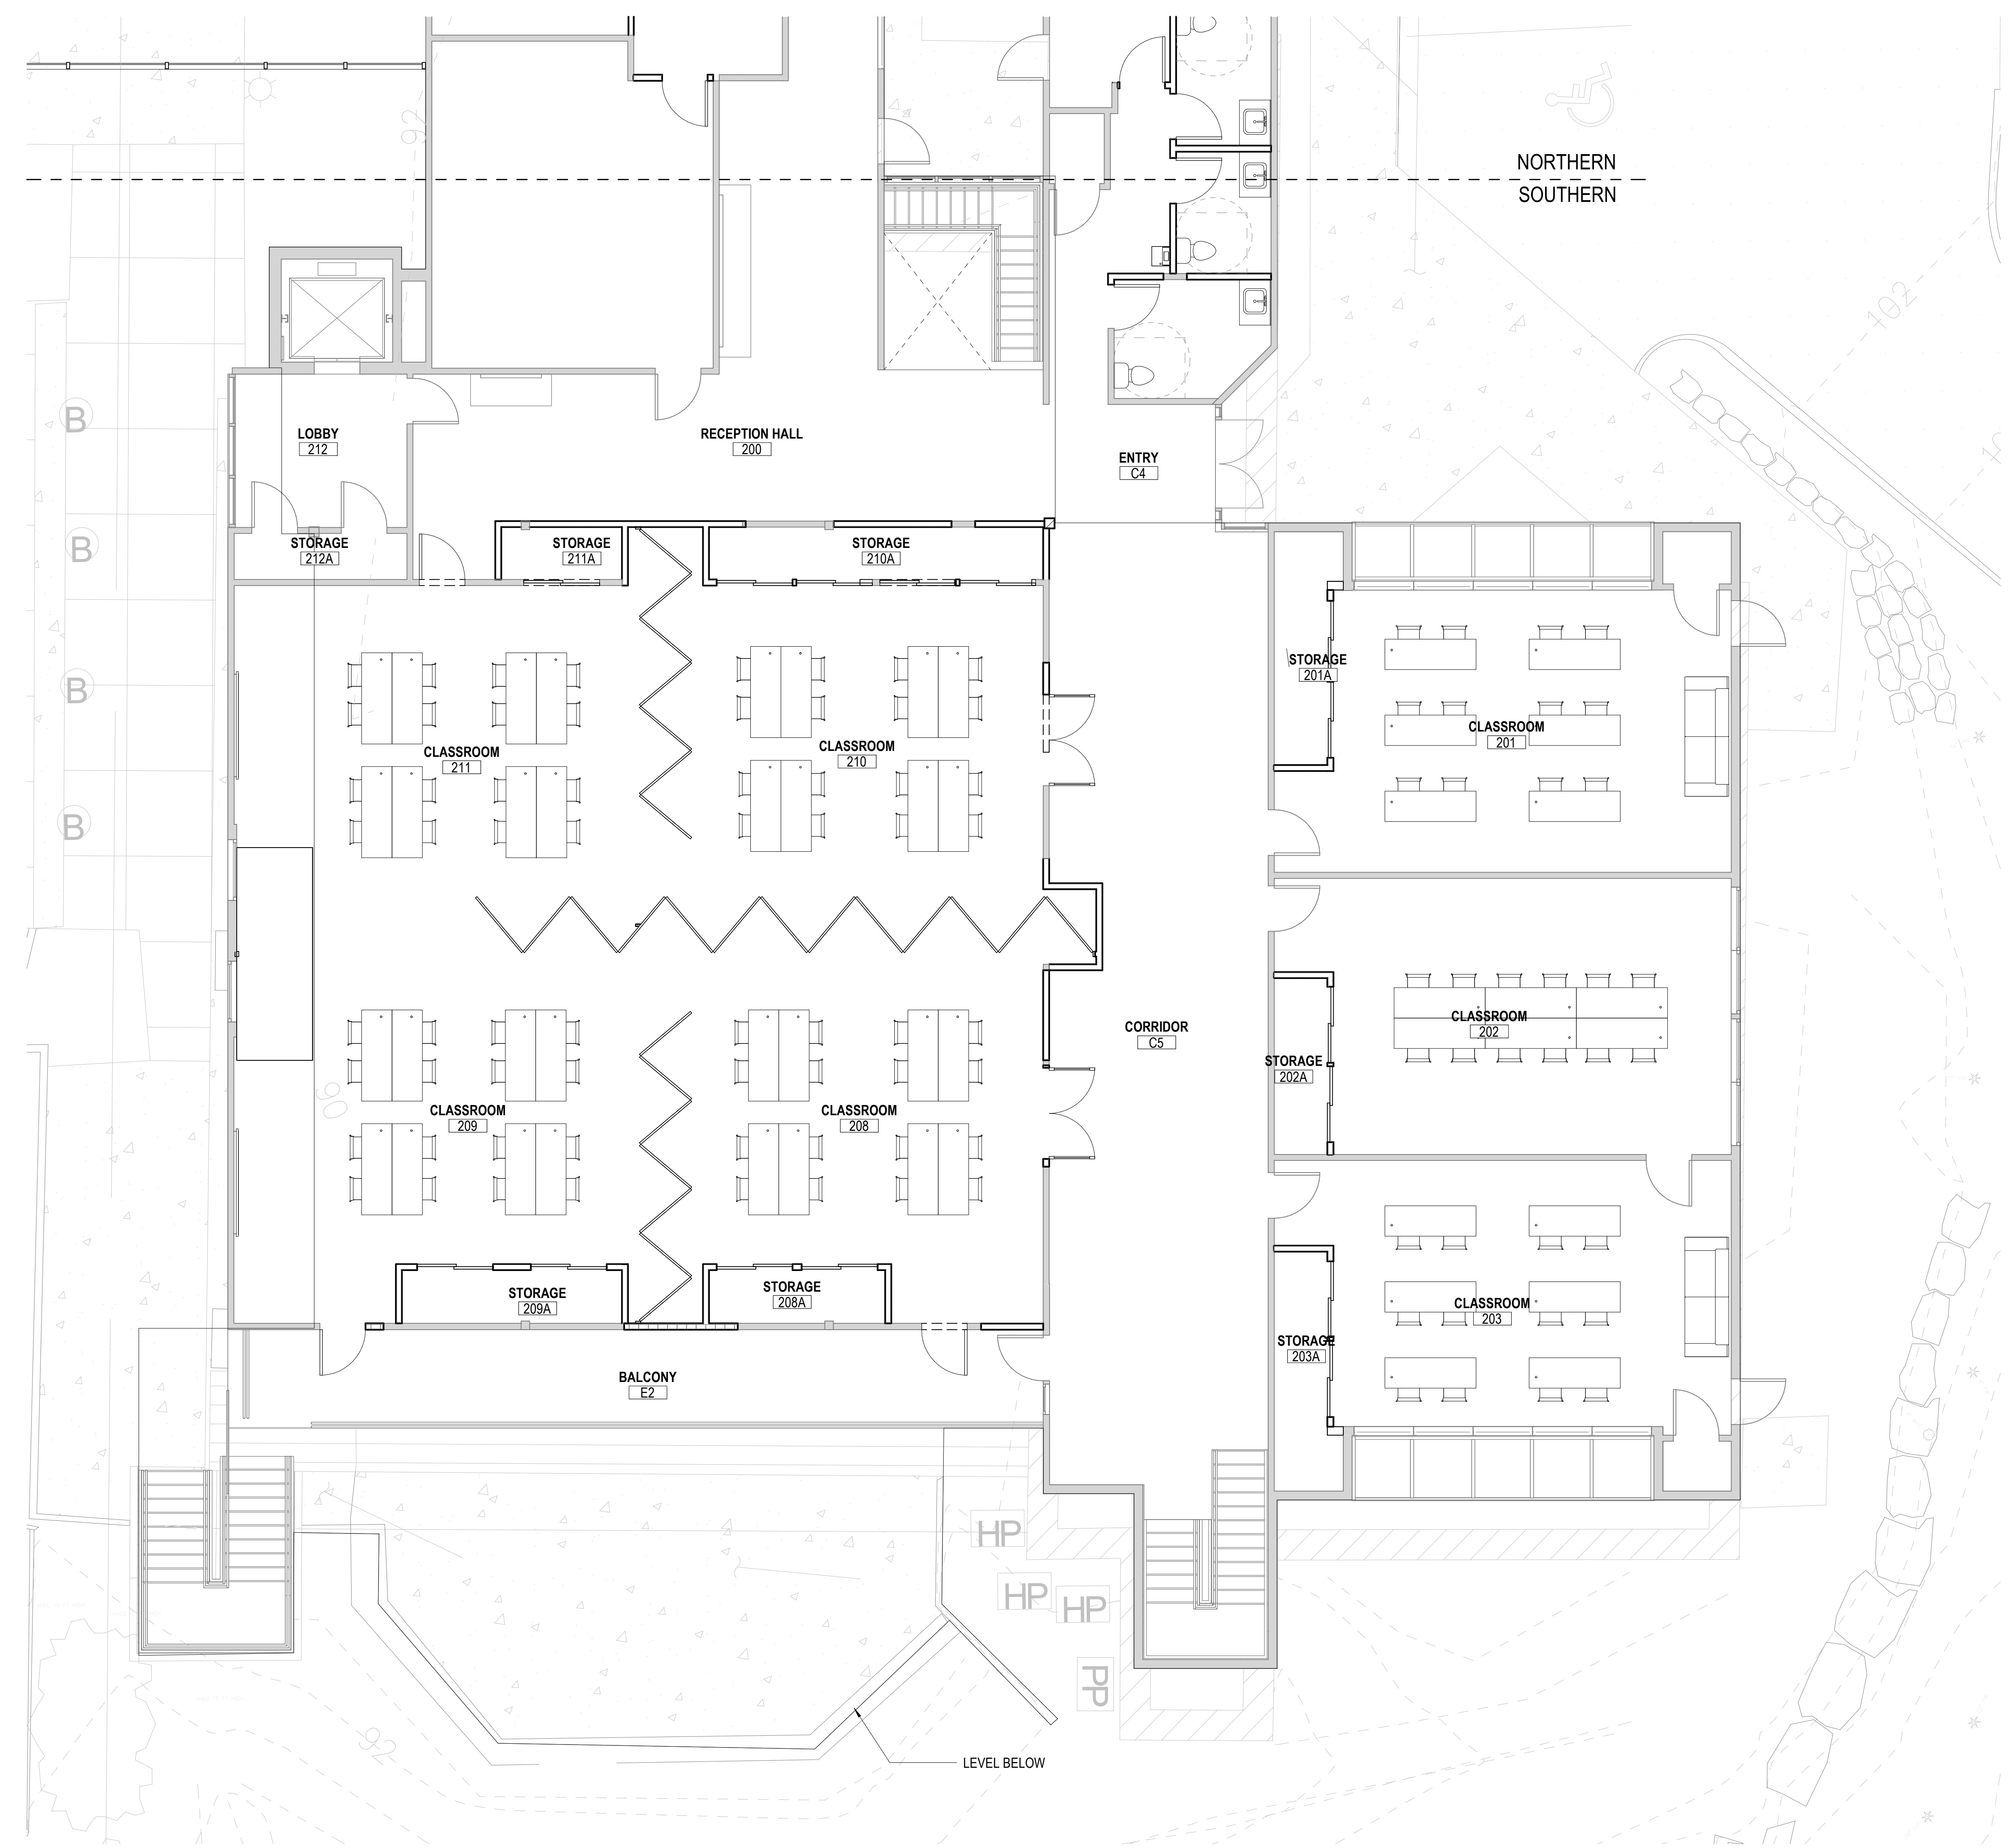 92
NORTHERN
SOUTHERN
102
B
LOBBY
212
RECEPTION HALL
200
ENTRY
C4
B
STORAGE
212A
STORAGE
211A
STORAGE
210A
STORAGE
201A
B
CLASSROOM
211
CLASSROOM
210
CLASSROOM
201
B
CLASSROOM
202
CORRIDOR
C5
STORAGE
202A
90
CLASSROOM
209
CLASSROOM
208
STORAGE
209A
STORAGE
208A
CLASSROOM
203
STORAGE
203A
BALCONY
E2
HP
HP
HP
PP
92
LEVEL BELOW